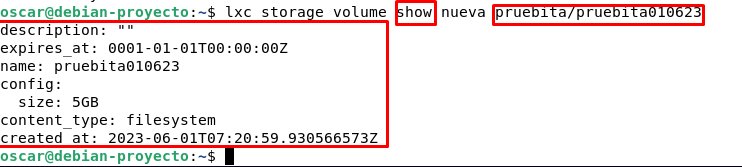 oscar@debian-proyecto:~$ lxc storage volume show nueva pruebita/pruebita010623
description: ""
expires_at: 0001-01-01T00:00:00Z
name: pruebita010623
config:
  size: 5GB
content_type: filesystem
created_at: 2023-06-01T07:20:59.930566573Z
oscar@debian-proyecto:~$